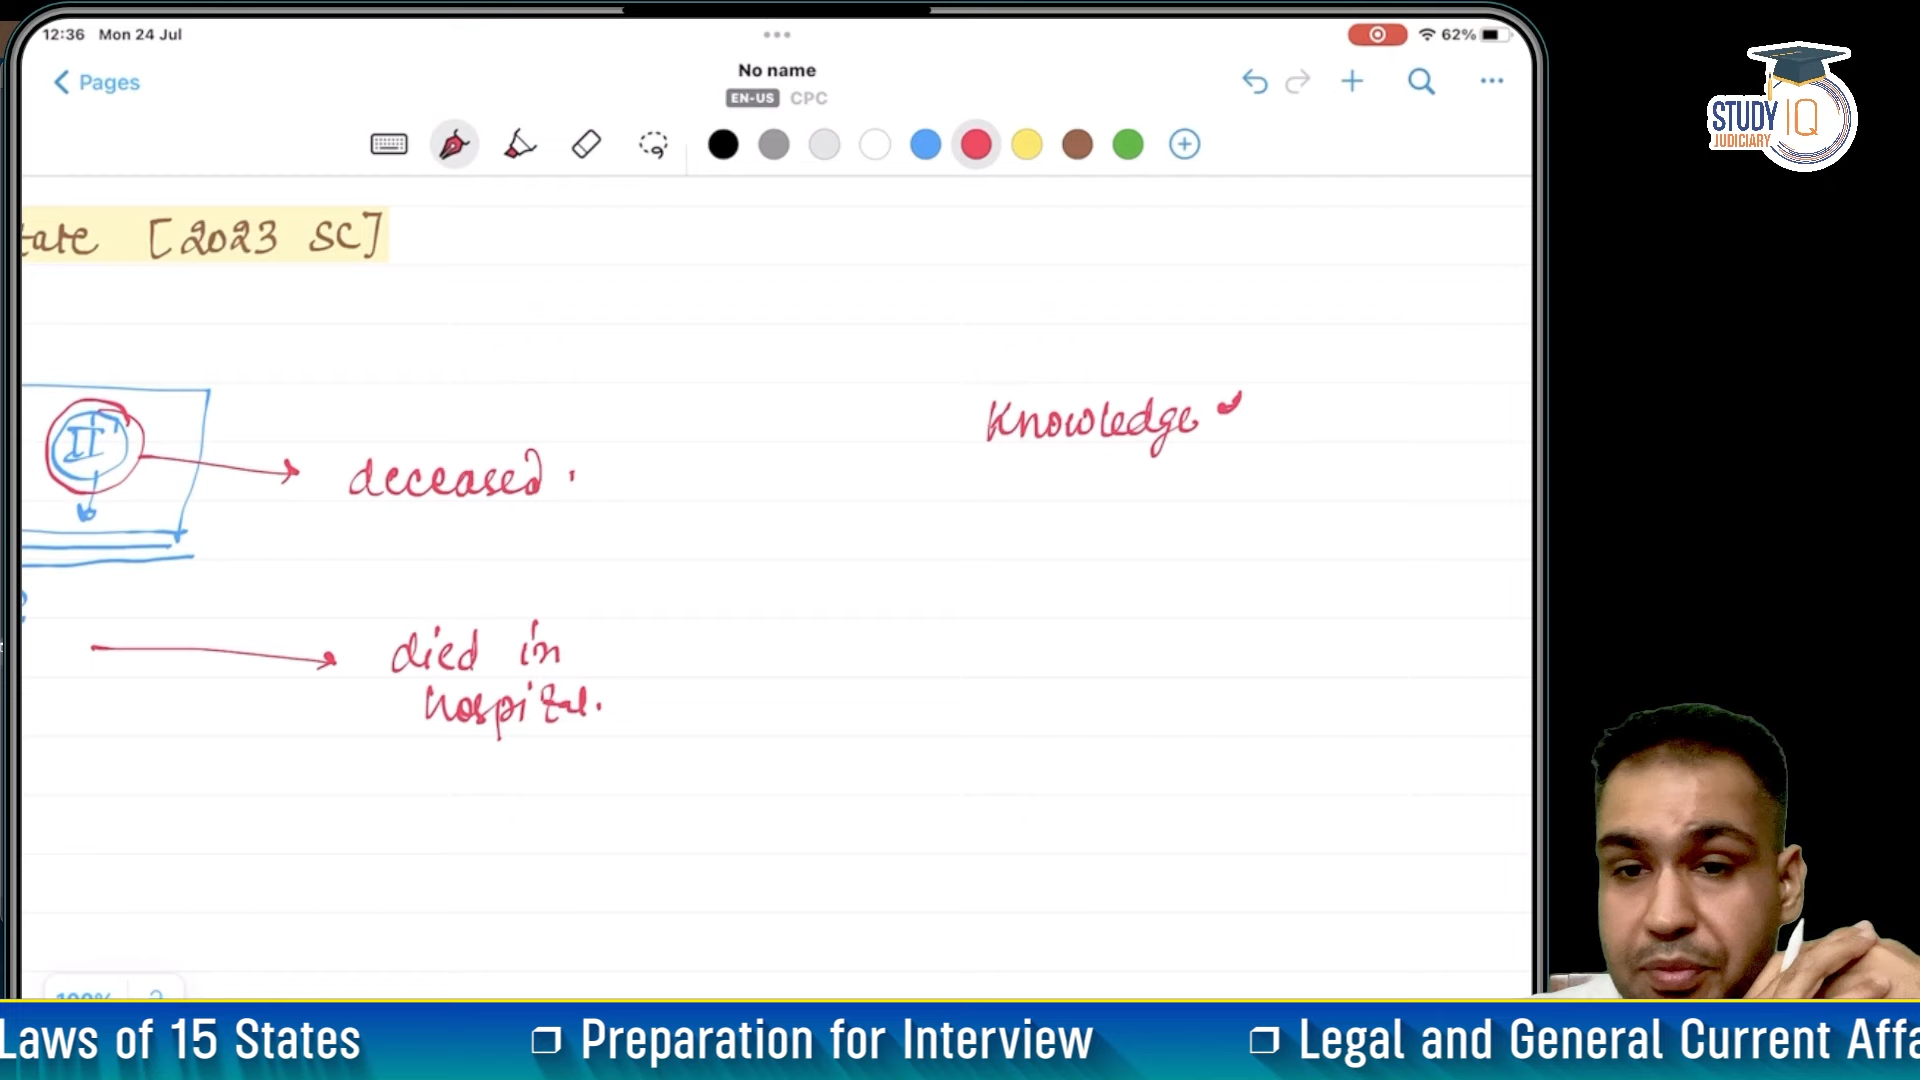 12:36 Mon 24 Jul
62%
Pages
No name
EN-US CPC
STUDY IQ
JUDICIARY
tate [2023 SC]
II
Knowledge
deceased.
died in
hospital.
100%
Laws of 15 States
Preparation for Interview
Legal and General Current Affa